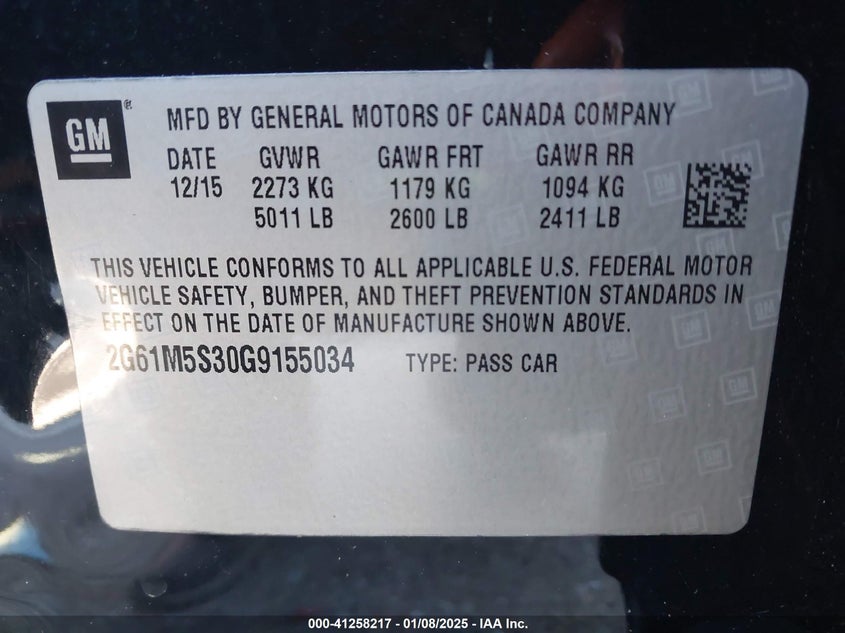 GM ®
MFD BY GENERAL MOTORS OF CANADA COMPANY
DATE GVWR GAWR FRT GAWR RR
12/15 2273 KG 1179 KG 1094 KG
5011 LB 2600 LB 2411 LB
THIS VEHICLE CONFORMS TO ALL APPLICABLE U.S. FEDERAL MOTOR
VEHICLE SAFETY, BUMPER, AND THEFT PREVENTION STANDARDS IN
EFFECT ON THE DATE OF MANUFACTURE SHOWN ABOVE.
2G61M5S30G9155034 TYPE: PASS CAR
000-41258217 - 01/08/2025 - IAA Inc.